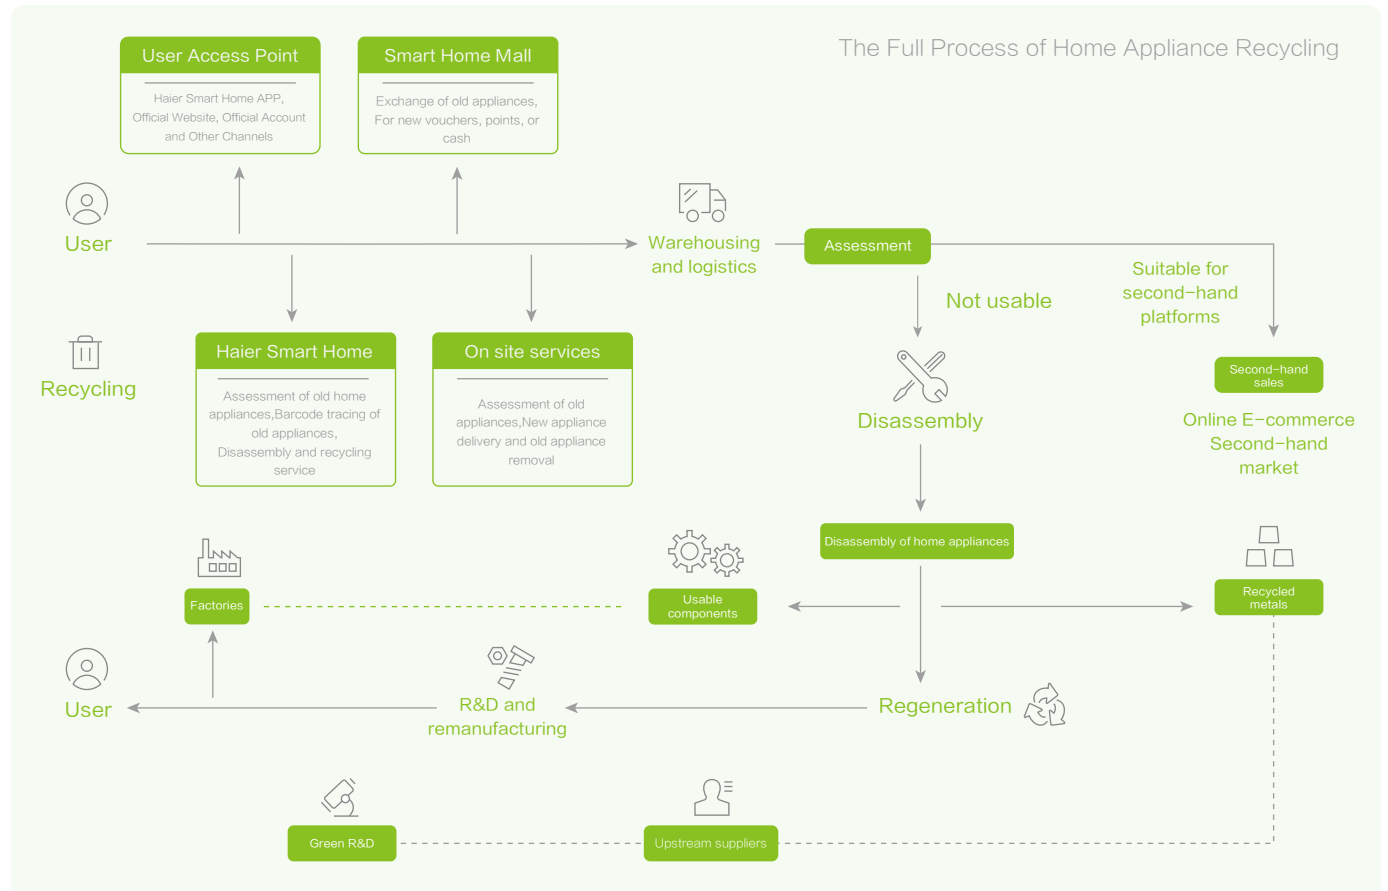 The Full Process of Home Appliance Recycling
User Access Point
Haier Smart Home APP,
Official Website, Official Account
and Other Channels
Smart Home Mall
Exchange of old appliances,
For new vouchers, points, or
cash
User
Warehousing
and logistics
Assessment
Not usable
Suitable for
second-hand
platforms
Recycling
Haier Smart Home
Assessment of old home
appliances,Barcode tracing of
old appliances,
Disassembly and recycling
service
On site services
Assessment of old
appliances,New appliance
delivery and old appliance
removal
Disassembly
Second-hand
sales
Online E-commerce
Second-hand
market
Disassembly of home appliances
Factories
Usable
components
Recycled
metals
User
R&D and
remanufacturing
Regeneration
Green R&D
Upstream suppliers